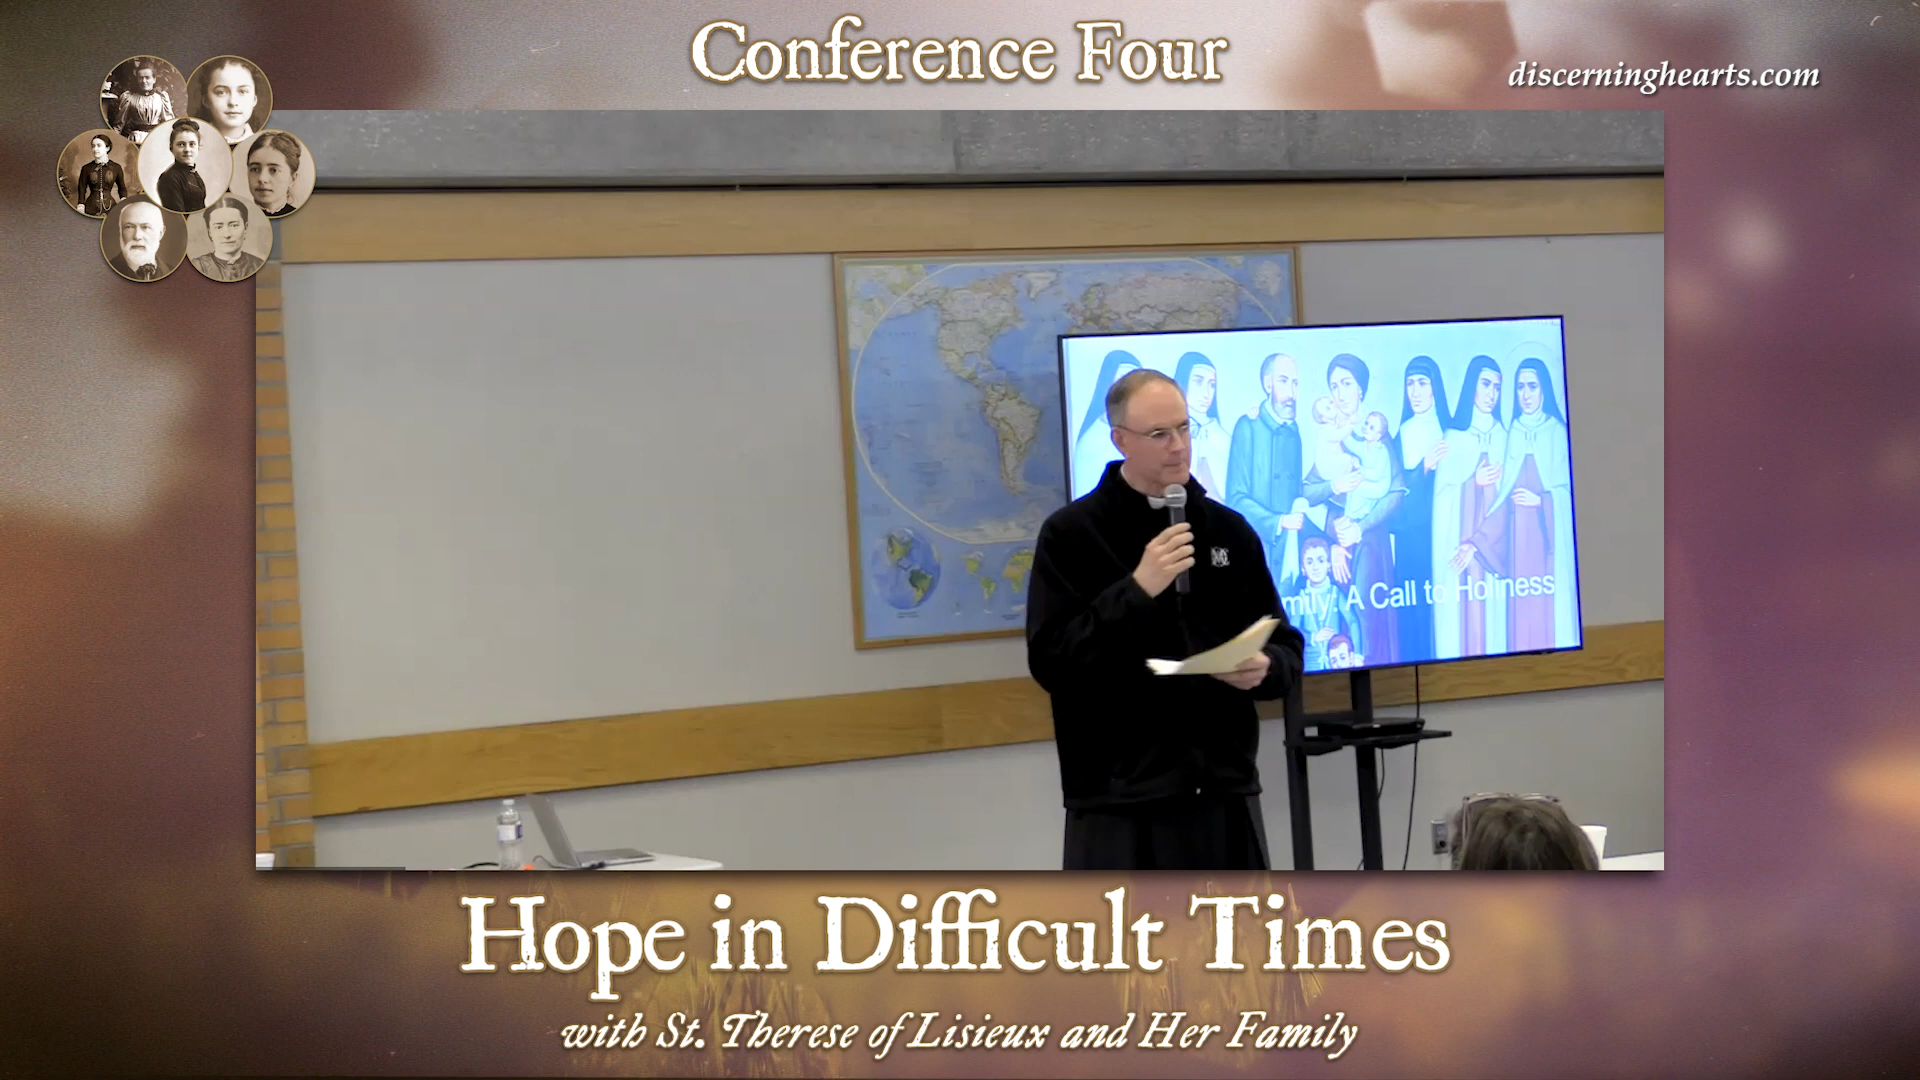 Conference Four
discerninghearts.com
A Call to Holiness
Hope in Difficult Times
with St. Therese of Lisieux and Her Family